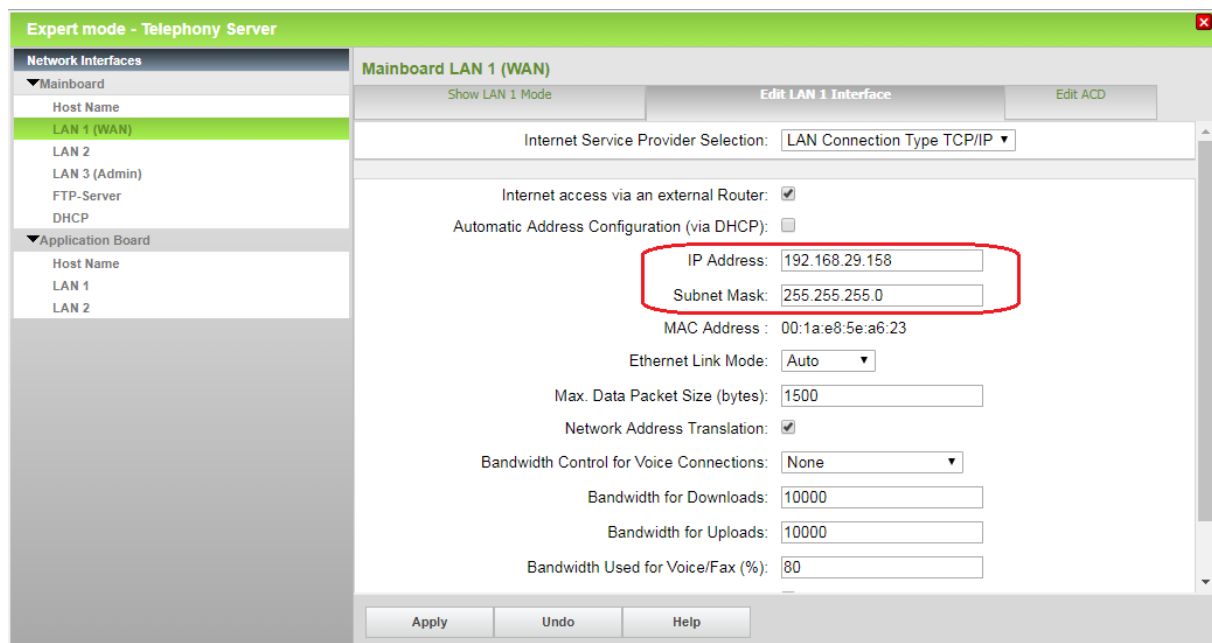 Expert mode - Telephony Server
Network Interfaces
Mainboard
Host Name
LAN 1 (WAN)
LAN 2
LAN 3 (Admin)
FTP-Server
DHCP
Application Board
Host Name
LAN 1
LAN 2
Mainboard LAN 1 (WAN)
Show LAN 1 Mode Edit LAN 1 Interface Edit ACD
Internet Service Provider Selection: LAN Connection Type TCP/IP
Internet access via an external Router:
Automatic Address Configuration (via DHCP):
IP Address: 192.168.29.158
Subnet Mask: 255.255.255.0
MAC Address : 00:1a:e8:5e:a6:23
Ethernet Link Mode: Auto
Max. Data Packet Size (bytes): 1500
Network Address Translation:
Bandwidth Control for Voice Connections: None
Bandwidth for Downloads: 10000
Bandwidth for Uploads: 10000
Bandwidth Used for Voice/Fax (%): 80
Apply Undo Help